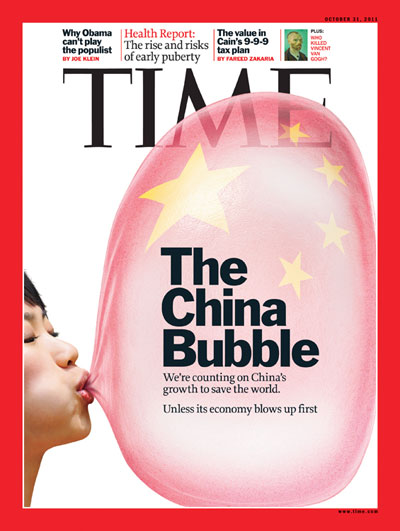 OCTOBER 31, 2011
Why Obama
can't play
the populist
BY JOE KLEIN
Health Report:
The rise and risks
of early puberty
The value in
Cain's 9-9-9
tax plan
BY FAREED ZAKARIA
PLUS:
WHO
KILLED
VINCENT
VAN
GOGH?
TIME
The
China
Bubble
We're counting on China's
growth to save the world.
Unless its economy blows up first
www.time.com